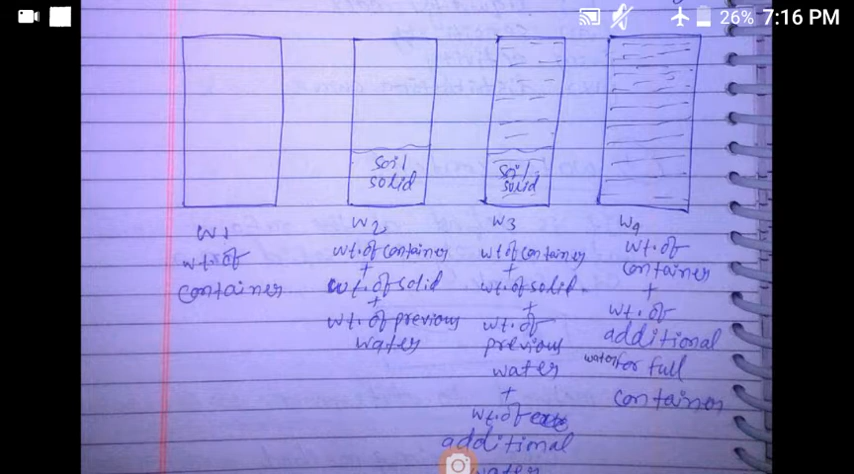 26% 7:16 PM
soil
solid
soil
solid
W1
wt. of
container
W2
wt. of container
+
wt. of solid
+
wt. of previous
water
W3
wt. of container
+
wt. of solid
+
wt. of
previous
water
+
wt. of
additional
water
W4
wt. of
container
+
wt. of
additional
water for full
container